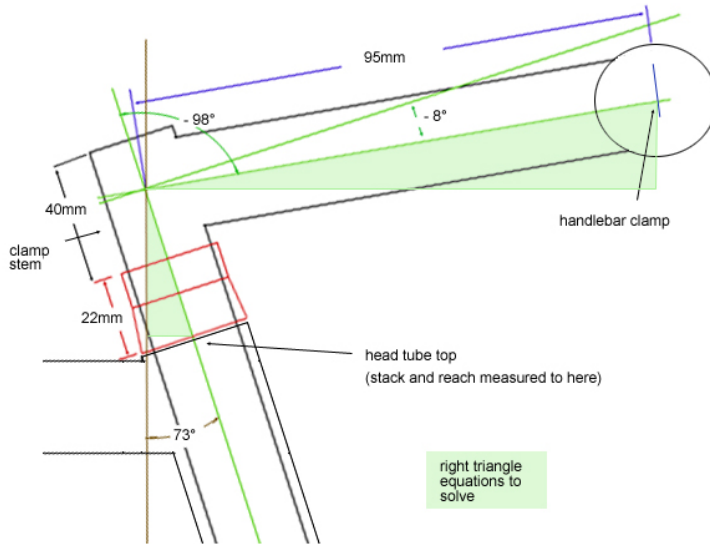 95mm
- 98°
- 8°
40mm
clamp
stem
handlebar clamp
22mm
head tube top
(stack and reach measured to here)
73°
right triangle
equations to
solve